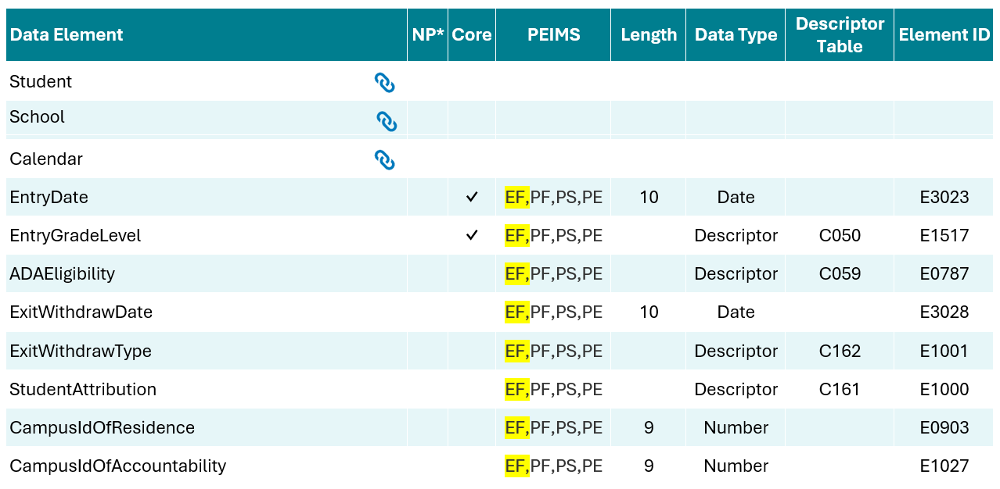 Data Element NP* Core PEIMS Length Data Type Descriptor Table Element ID
Student
School
Calendar
EntryDate ✓ EF,PF,PS,PE 10 Date E3023
EntryGradeLevel ✓ EF,PF,PS,PE Descriptor C050 E1517
ADAEligibility EF,PF,PS,PE Descriptor C059 E0787
ExitWithdrawDate EF,PF,PS,PE 10 Date E3028
ExitWithdrawType EF,PF,PS,PE Descriptor C162 E1001
StudentAttribution EF,PF,PS,PE Descriptor C161 E1000
CampusIdOfResidence EF,PF,PS,PE 9 Number E0903
CampusIdOfAccountability EF,PF,PS,PE 9 Number E1027